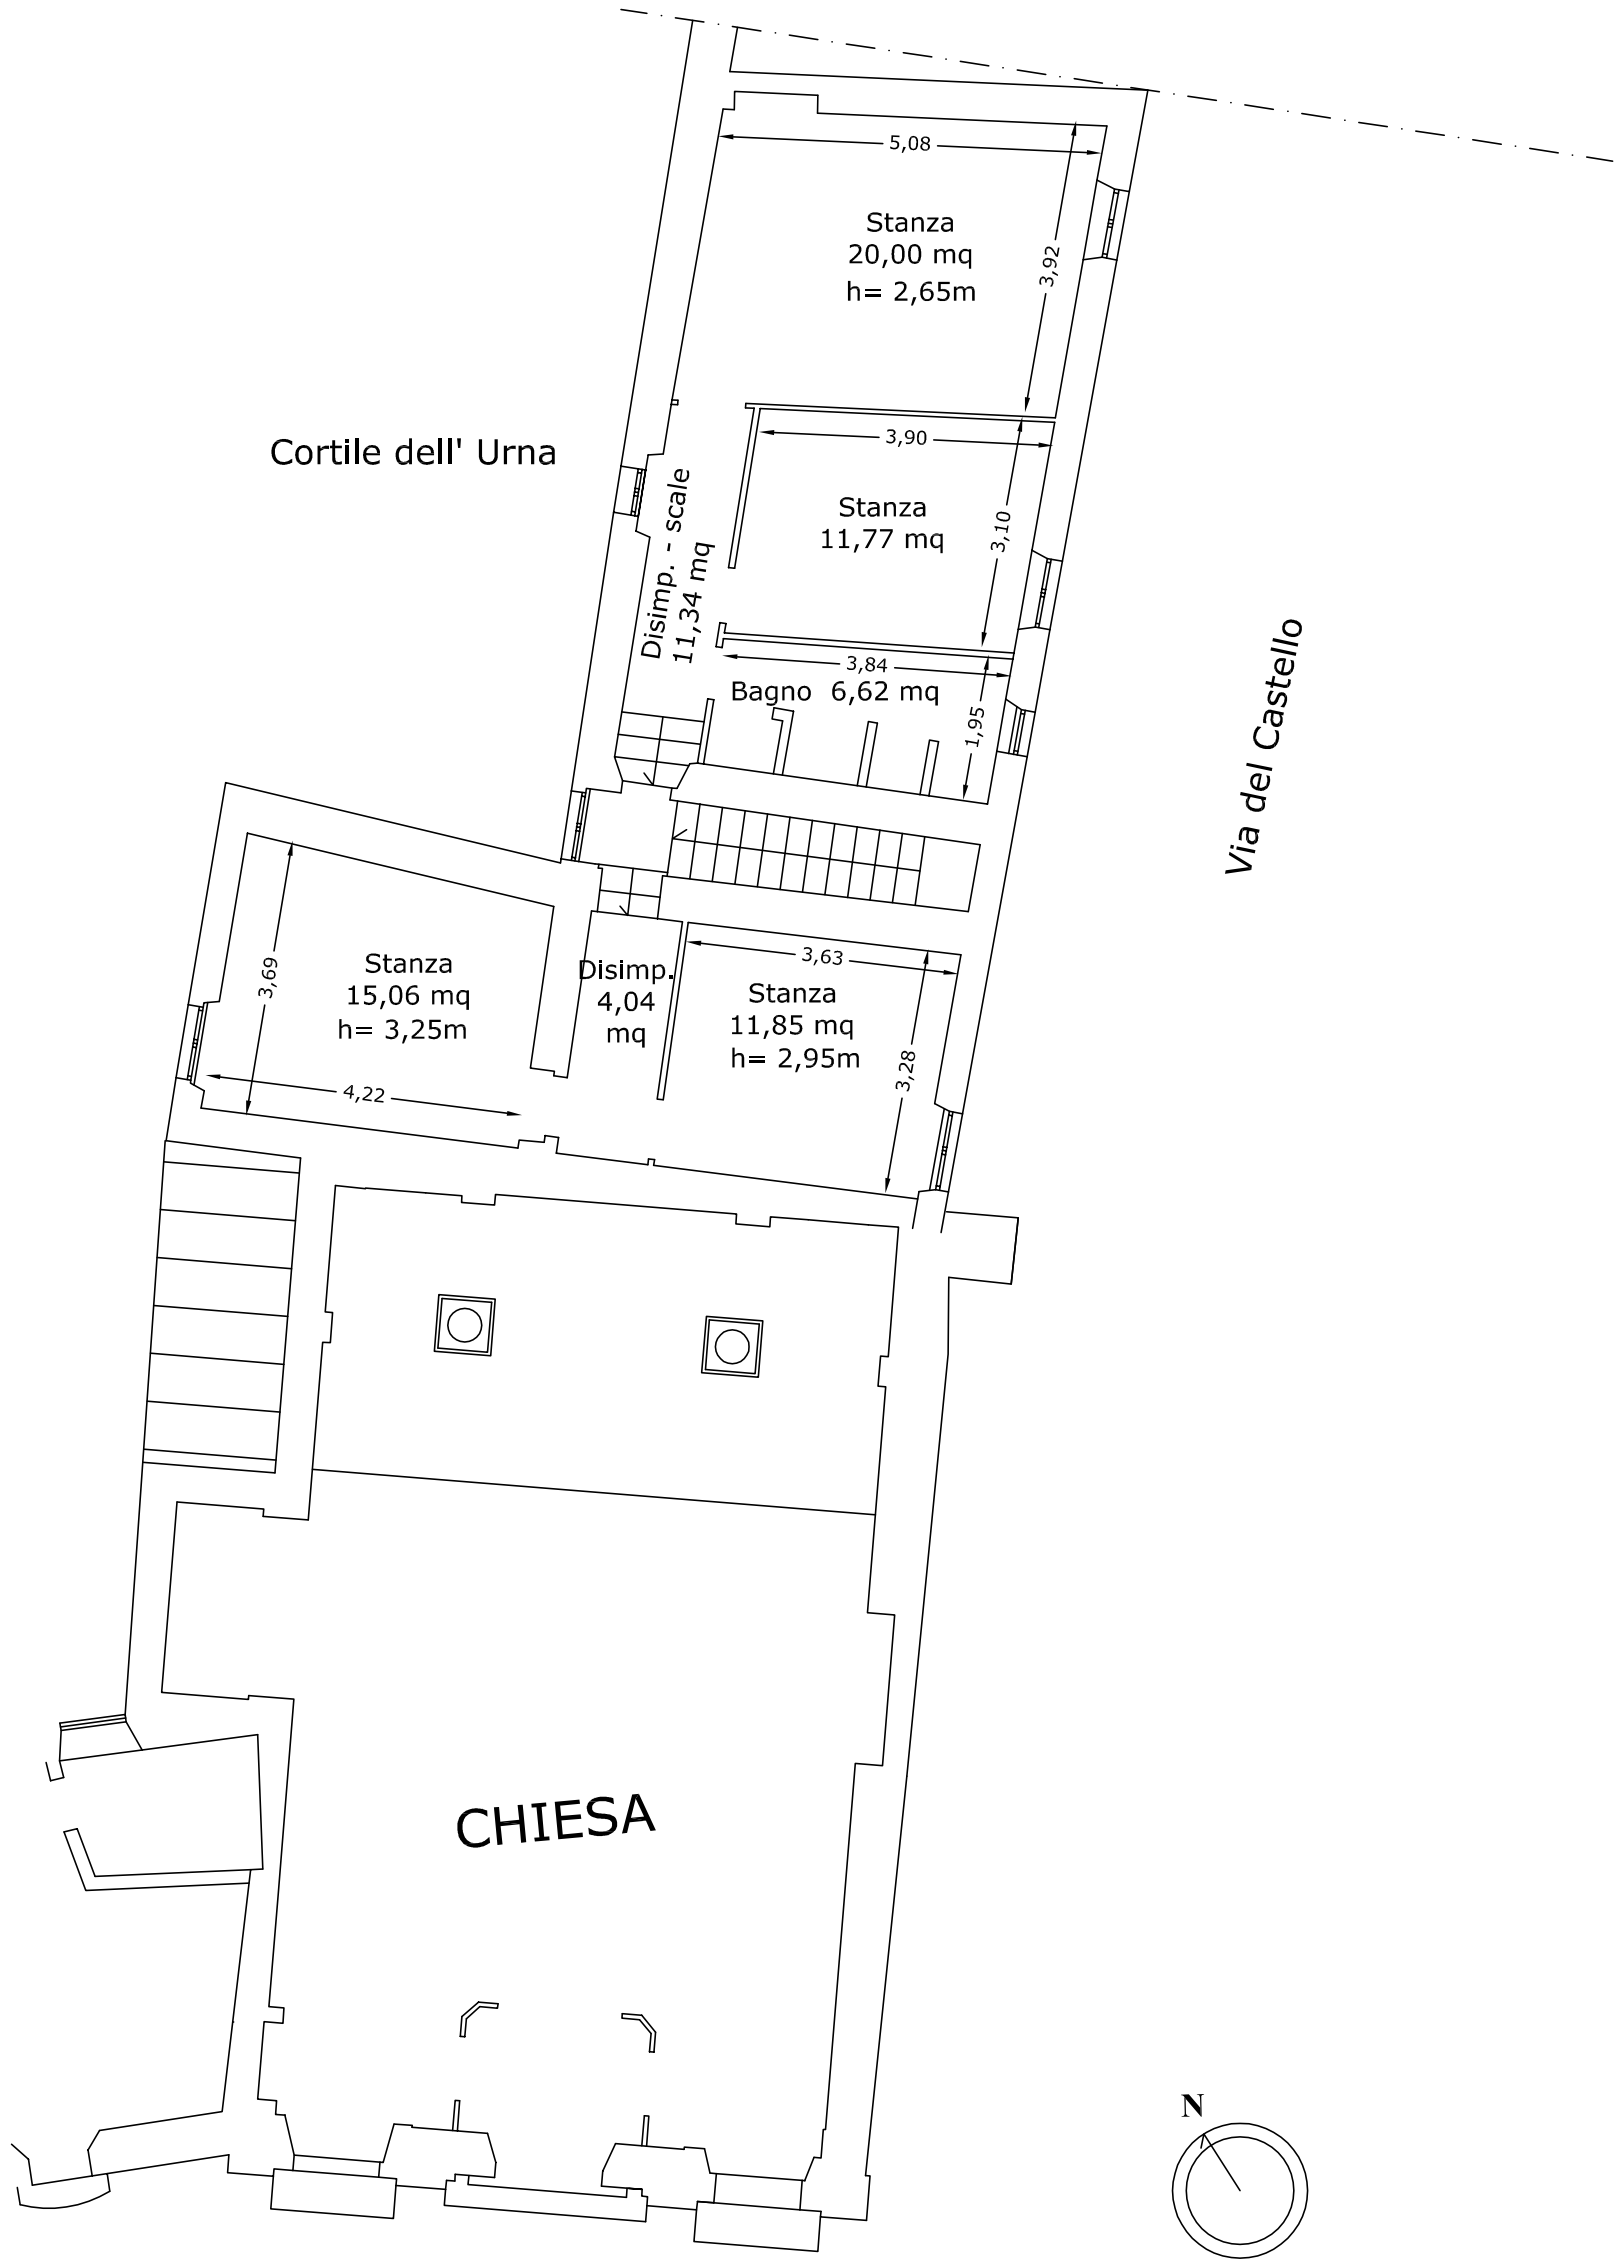 5,08
Stanza
20,00 mq
h= 2,65m
3,92
3,90
Cortile dell' Urna
Stanza
11,77 mq
3,10
Disimp. - scale
11,34 mq
3,84
Bagno 6,62 mq
1,95
Via del Castello
3,69
Stanza
15,06 mq
h= 3,25m
4,22
Disimp.
4,04
mq
3,63
Stanza
11,85 mq
h= 2,95m
3,28
CHIESA
N